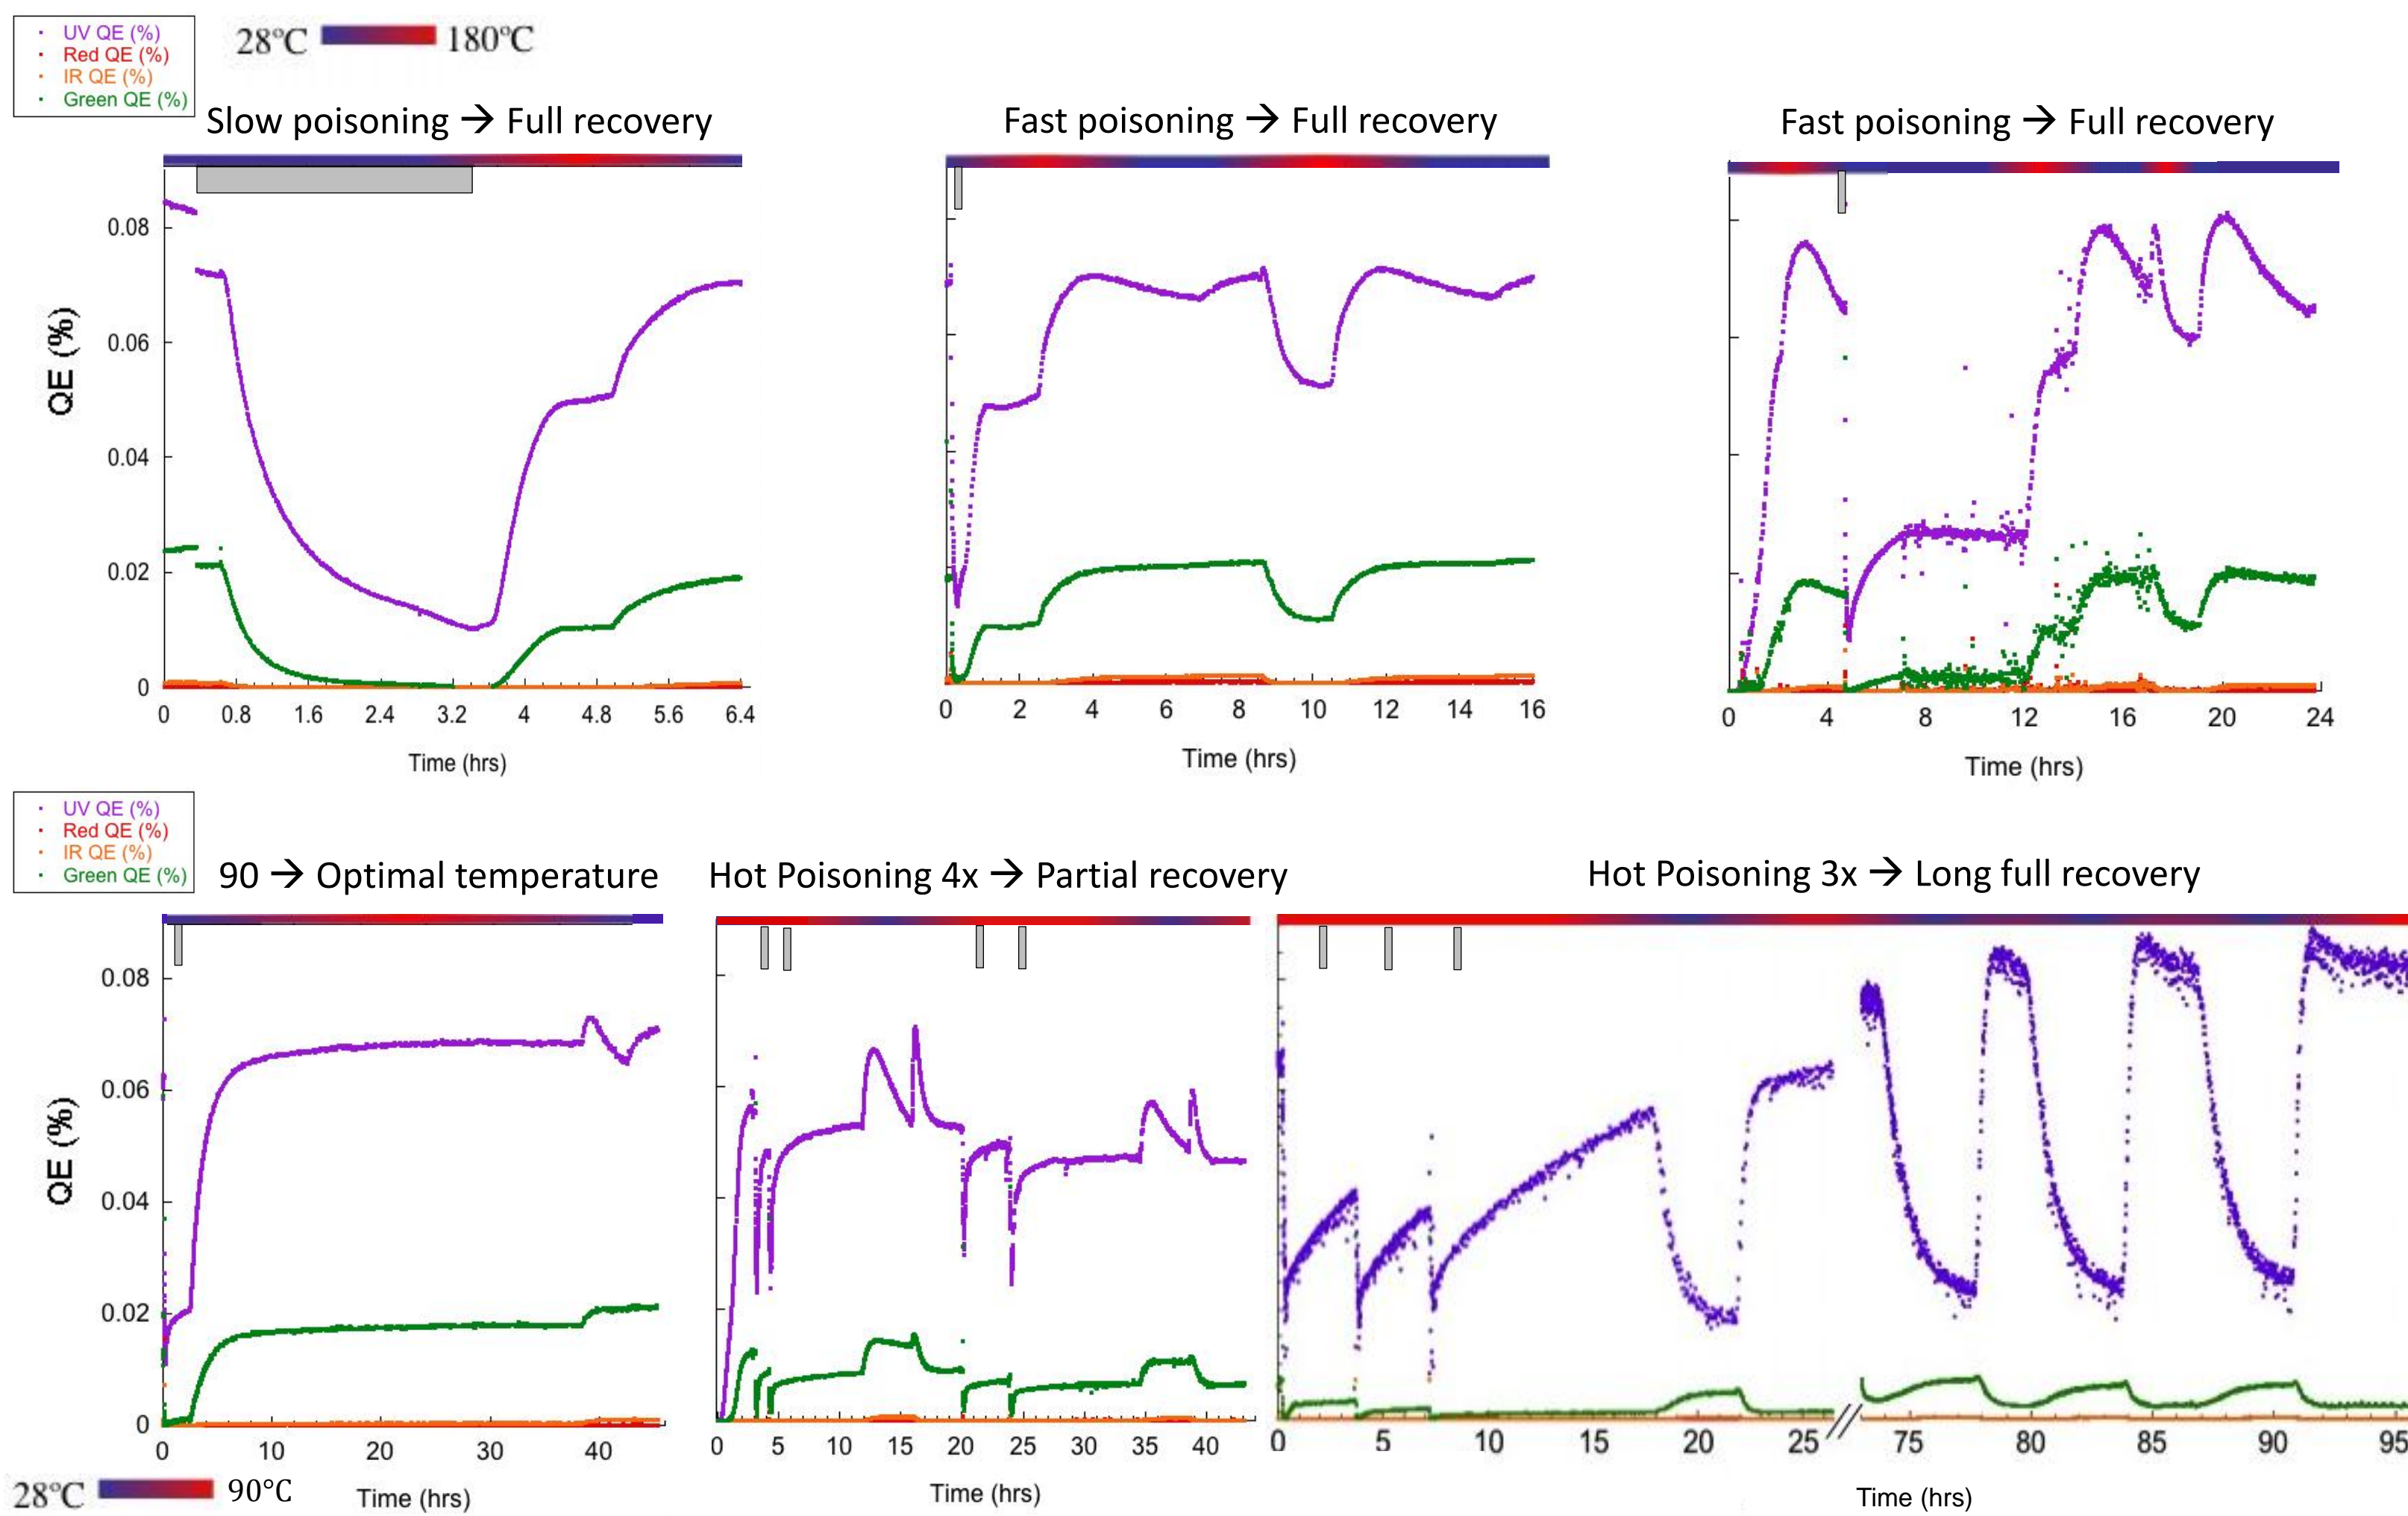 UV QE (%)
Red QE (%)
IR QE (%)
Green QE (%)
28°C 180°C
Slow poisoning → Full recovery
Fast poisoning → Full recovery
Fast poisoning → Full recovery
QE (%)
0.08
0.06
0.04
0.02
0
0 0.8 1.6 2.4 3.2 4 4.8 5.6 6.4
0 2 4 6 8 10 12 14 16
0 4 8 12 16 20 24
Time (hrs)
Time (hrs)
Time (hrs)
UV QE (%)
Red QE (%)
IR QE (%)
Green QE (%)
90 → Optimal temperature
Hot Poisoning 4x → Partial recovery
Hot Poisoning 3x → Long full recovery
QE (%)
0.08
0.06
0.04
0.02
0
0 10 20 30 40
0 5 10 15 20 25 30 35 40
0 5 10 15 20 25 // 75 80 85 90 95
28°C 90°C
Time (hrs)
Time (hrs)
Time (hrs)